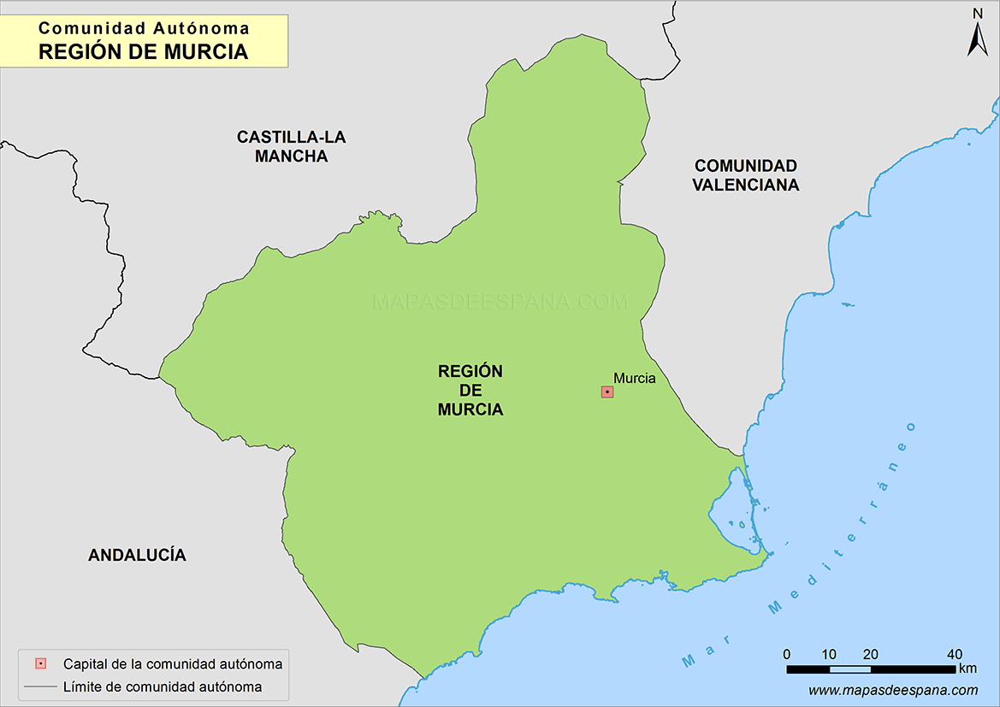 Comunidad Autónoma
REGIÓN DE MURCIA
N
CASTILLA-LA
MANCHA
COMUNIDAD
VALENCIANA
MAPASDEESPANA.COM
REGIÓN
DE
MURCIA
Murcia
ANDALUCÍA
Mar Mediterráneo
Capital de la comunidad autónoma
Límite de comunidad autónoma
0 10 20 40
km
www.mapasdeespana.com